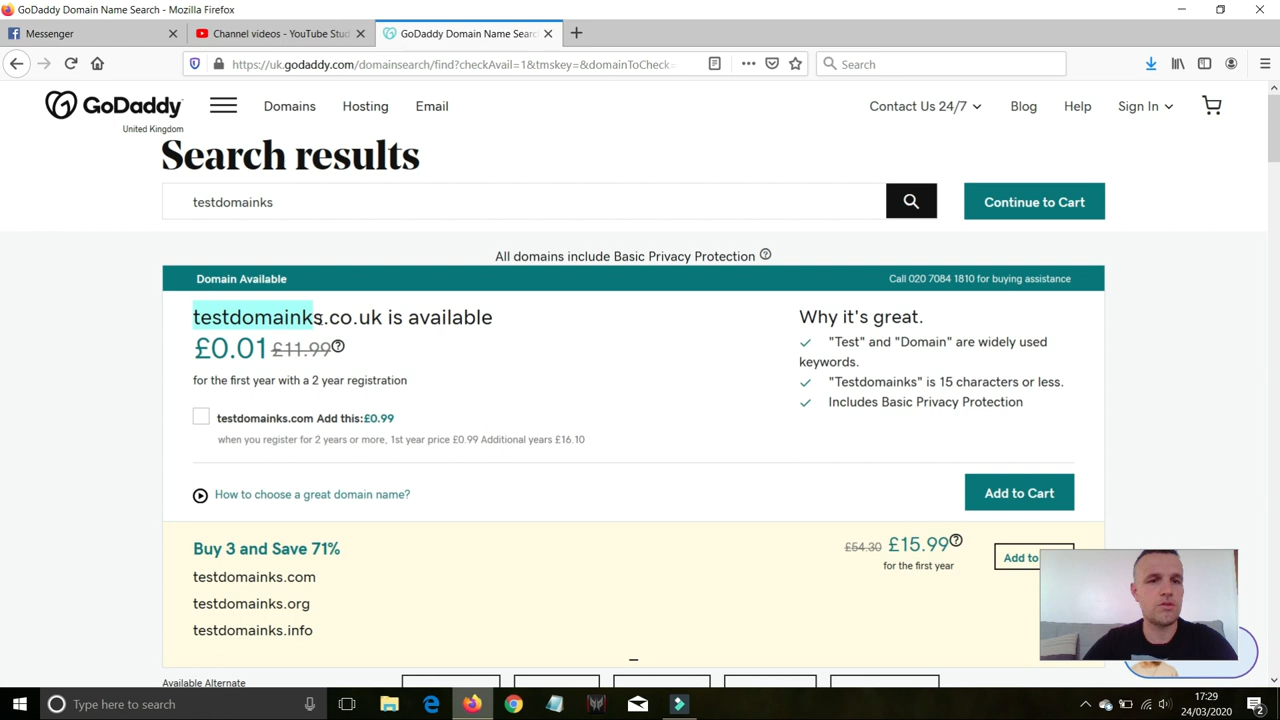 GoDaddy Domain Name Search - Mozilla Firefox
Messenger
Channel videos - YouTube Stud
GoDaddy Domain Name Searc
https://uk.godaddy.com/domainsearch/find?checkAvail=1&tmskey=&domainToCheck=
Search
GoDaddy
United Kingdom
Domains
Hosting
Email
Contact Us 24/7
Blog
Help
Sign In
Search results
testdomainks
Continue to Cart
All domains include Basic Privacy Protection
Domain Available
Call 020 7084 1810 for buying assistance
testdomainks.co.uk is available
£0.01 £11.99
for the first year with a 2 year registration
testdomainks.com Add this:£0.99
when you register for 2 years or more, 1st year price £0.99 Additional years £16.10
Why it's great.
"Test" and "Domain" are widely used
keywords.
"Testdomainks" is 15 characters or less.
Includes Basic Privacy Protection
How to choose a great domain name?
Add to Cart
Buy 3 and Save 71%
testdomainks.com
testdomainks.org
testdomainks.info
£54.30 £15.99
for the first year
Add to
Available Alternate
Type here to search
17:29
24/03/2020
2